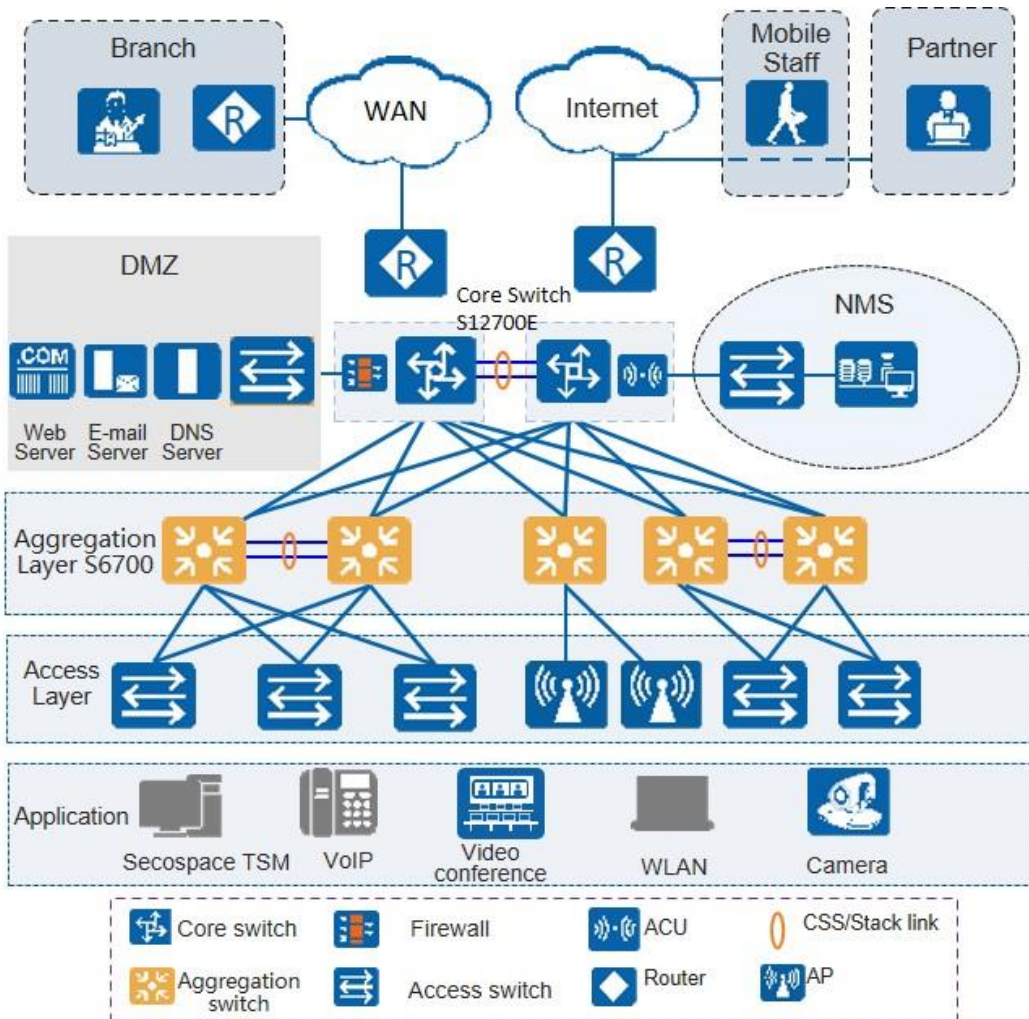 Branch
R
WAN
Internet
Mobile
Staff
Partner
R
R
DMZ
Core Switch
S12700E
NMS
.COM
Web
Server
E-mail
Server
DNS
Server
Aggregation
Layer S6700
Access
Layer
Application
Secospace TSM
VoIP
Video
conference
WLAN
Camera
Core switch
Firewall
ACU
CSS/Stack link
Aggregation
switch
Access switch
Router
AP